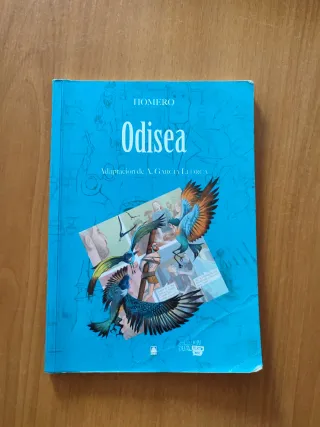 HOMERO
Odisea
Adaptación de A. GARCÍA LLORCA